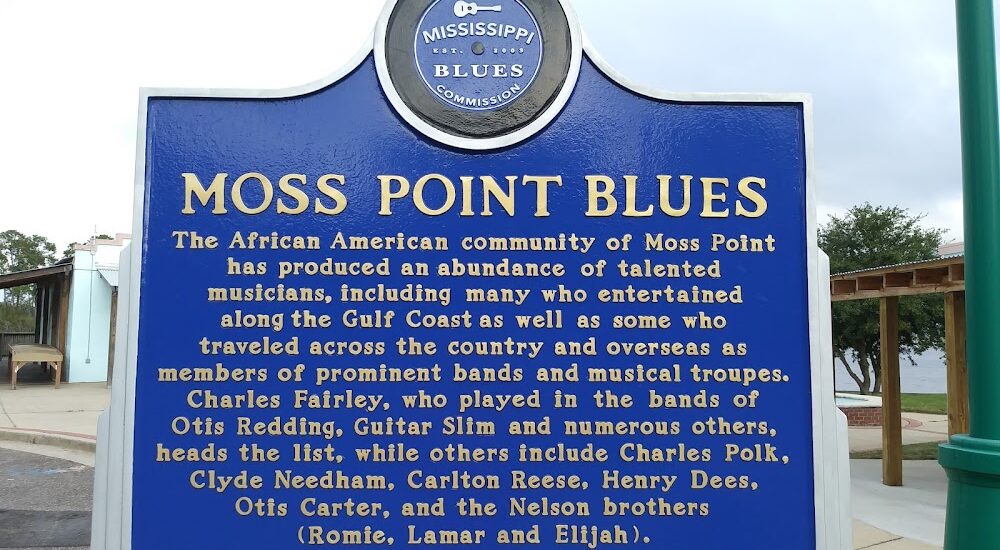 MISSISSIPPI
EST. 2003
BLUES
COMMISSION
MOSS POINT BLUES
The African American community of Moss Point
has produced an abundance of talented
musicians, including many who entertained
along the Gulf Coast as well as some who
traveled across the country and overseas as
members of prominent bands and musical troupes.
Charles Fairley, who played in the bands of
Otis Redding, Guitar Slim and numerous others,
heads the list, while others include Charles Polk,
Clyde Needham, Carlton Reese, Henry Dees,
Otis Carter, and the Nelson brothers
(Romie, Lamar and Elijah).